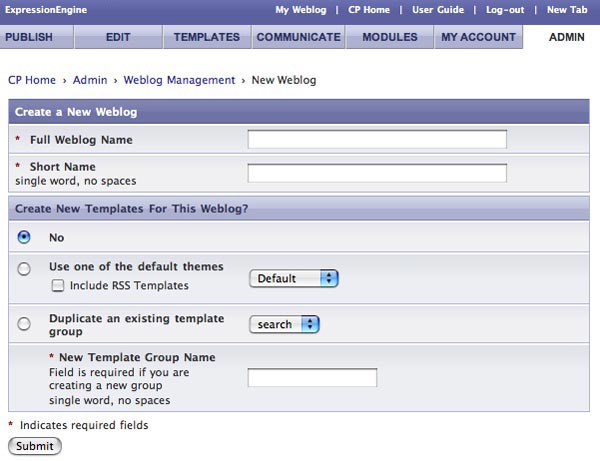 ExpressionEngine
My Weblog | CP Home | User Guide | Log-out | New Tab
PUBLISH EDIT TEMPLATES COMMUNICATE MODULES MY ACCOUNT ADMIN
CP Home › Admin › Weblog Management › New Weblog
Create a New Weblog
* Full Weblog Name
* Short Name
single word, no spaces
Create New Templates For This Weblog?
No
Use one of the default themes
Include RSS Templates
Default
Duplicate an existing template
group
search
* New Template Group Name
Field is required if you are
creating a new group
single word, no spaces
* Indicates required fields
Submit